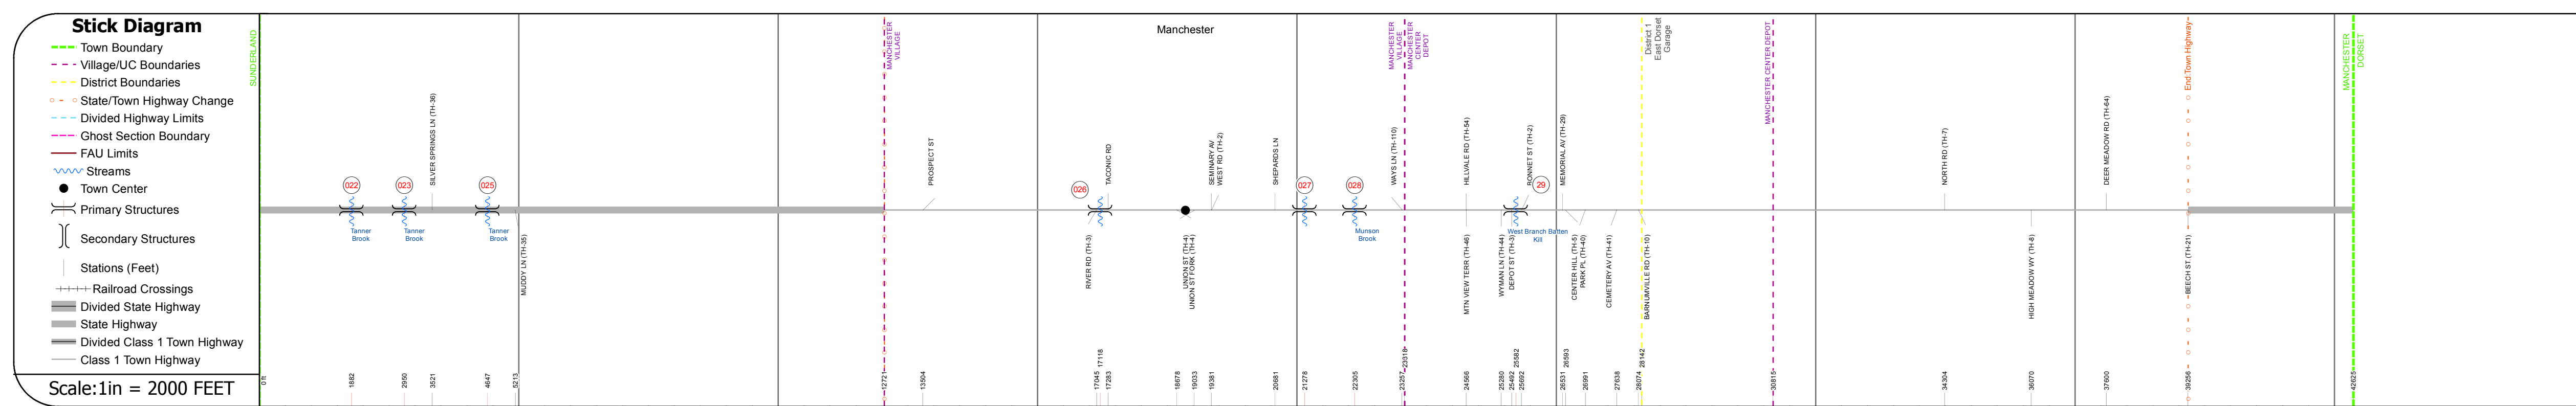 Stick Diagram
Town Boundary
Village/UC Boundaries
District Boundaries
State/Town Highway Change
Divided Highway Limits
Ghost Section Boundary
FAU Limits
Streams
Town Center
Primary Structures
Secondary Structures
Stations (Feet)
Railroad Crossings
Divided State Highway
State Highway
Divided Class 1 Town Highway
Class 1 Town Highway
Scale:1in = 2000 FEET
SUNDERLAND
MANCHESTER
VILLAGE
Manchester
MANCHESTER
VILLAGE
MANCHESTER
CENTER
DEPOT
District 1
East Dorset
Garage
MANCHESTER CENTER DEPOT
End Town Highway
MANCHESTER
DORSET
022
023
SILVER SPRINGS LN (TH-36)
025
PROSPECT ST
026
TACONIC RD
SEMINARY AV
WEST RD (TH-2)
SHEPARDS LN
027
028
WAYS LN (TH-110)
HILLVALE RD (TH-54)
BONNET ST (TH-2)
29
MEMORIAL AV (TH-29)
NORTH RD (TH-7)
DEER MEADOW RD (TH-64)
Tanner
Brook
Tanner
Brook
Tanner
Brook
MUDDY LN (TH-35)
RIVER RD (TH-3)
UNION ST (TH-4)
UNION ST FORK (TH-4)
Munson
Brook
MTN VIEW TERR (TH-46)
WYMAN LN (TH-44)
DEPOT ST (TH-3)
West Branch Batten
Kill
CENTER HILL (TH-5)
PARK PL (TH-40)
CEMETERY AV (TH-41)
BARNUMVILLE RD (TH-10)
HIGH MEADOW WY (TH-8)
BEECH ST (TH-21)
0 ft
1882
2950
3521
4647
5213
12721
13504
17045
17118
17283
18678
19033
19381
20681
21278
22305
23257
23318
24566
25280
25492
25582
25692
26531
26593
26991
27638
28074
28142
30815
34304
36070
37600
39256
42625